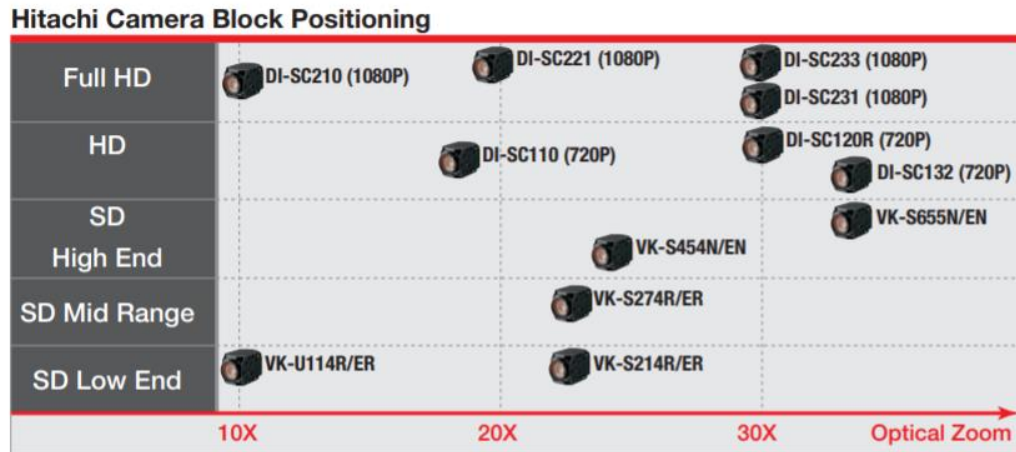 Hitachi Camera Block Positioning
Full HD
DI-SC210 (1080P)
DI-SC221 (1080P)
DI-SC233 (1080P)
DI-SC231 (1080P)
HD
DI-SC110 (720P)
DI-SC120R (720P)
DI-SC132 (720P)
SD
High End
VK-S454N/EN
VK-S655N/EN
SD Mid Range
VK-S274R/ER
SD Low End
VK-U114R/ER
VK-S214R/ER
10X
20X
30X
Optical Zoom